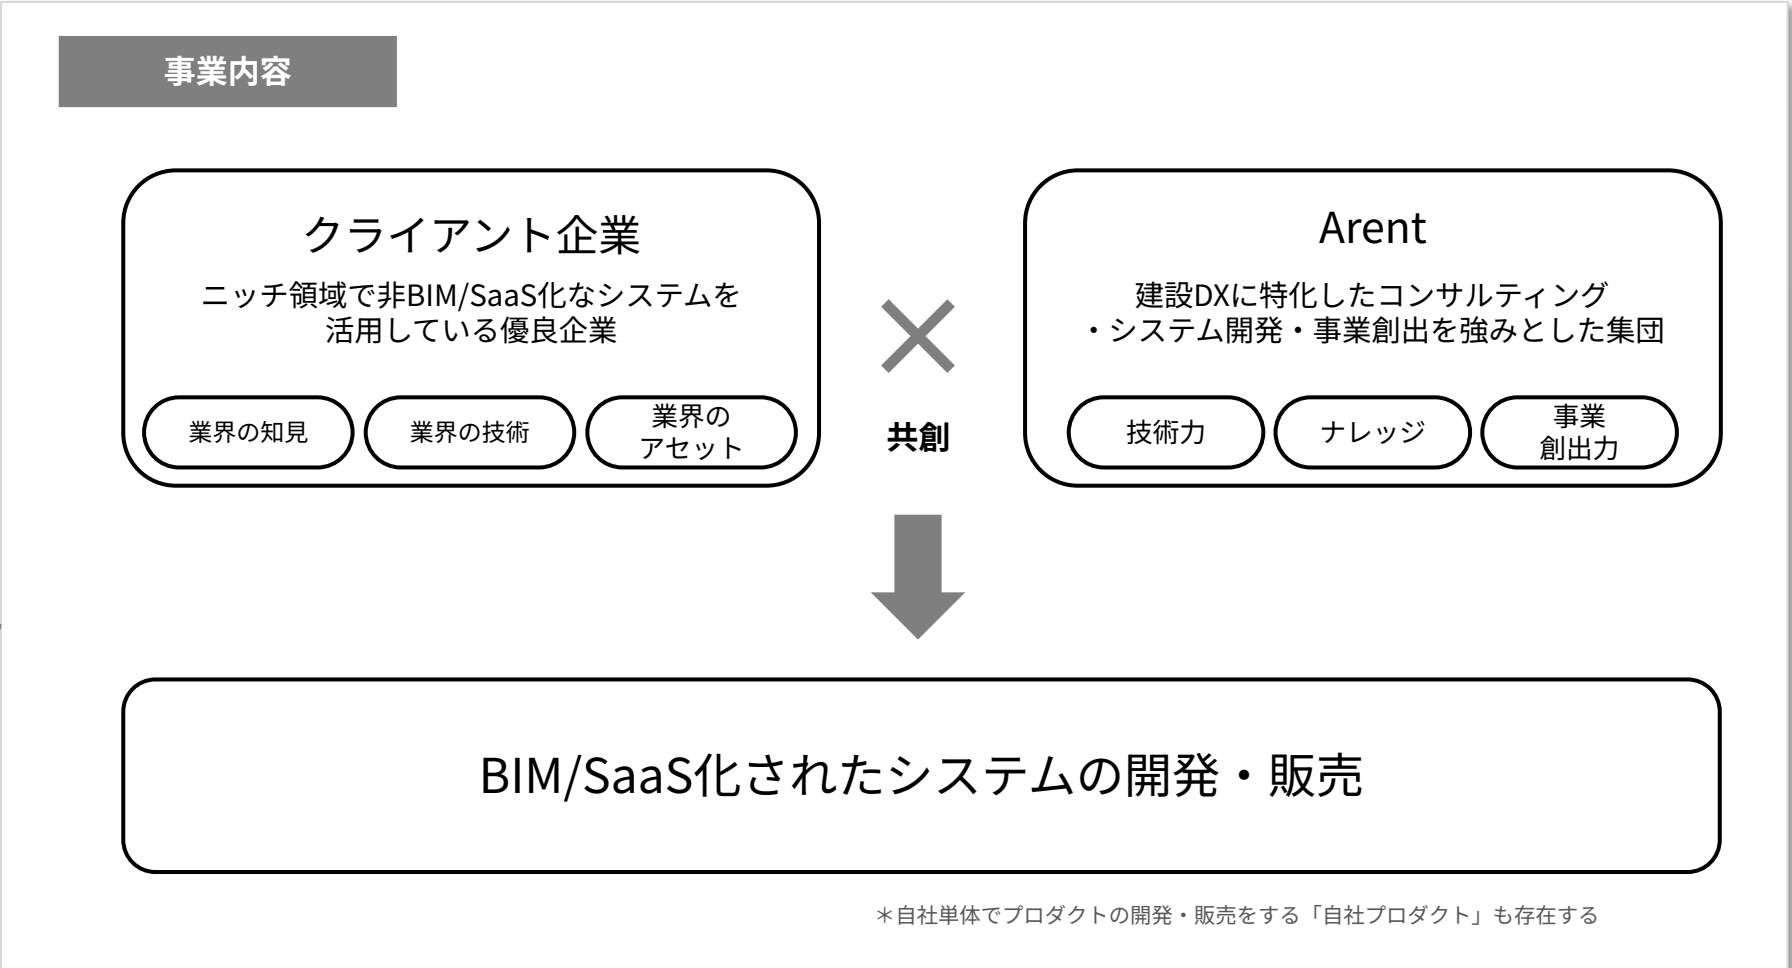 事業内容
クライアント企業
ニッチ領域で非BIM/SaaS化なシステムを
活用している優良企業
業界の知見
業界の技術
業界の
アセット
共創
Arent
建設DXに特化したコンサルティング
・システム開発・事業創出を強みとした集団
技術力
ナレッジ
事業
創出力
BIM/SaaS化されたシステムの開発・販売
＊自社単体でプロダクトの開発・販売をする「自社プロダクト」も存在する